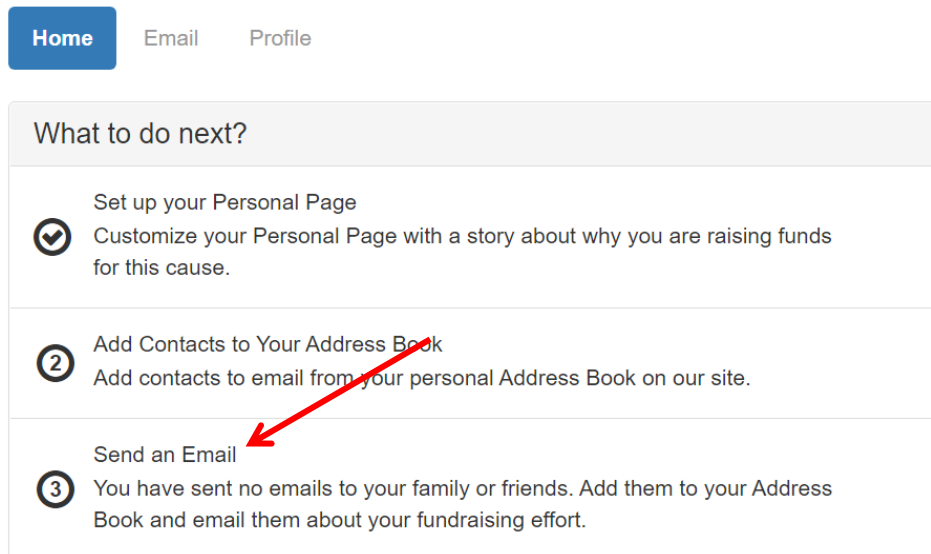 Home Email Profile
What to do next?
Set up your Personal Page
Customize your Personal Page with a story about why you are raising funds
for this cause.
2
Add Contacts to Your Address Book
Add contacts to email from your personal Address Book on our site.
3
Send an Email
You have sent no emails to your family or friends. Add them to your Address
Book and email them about your fundraising effort.